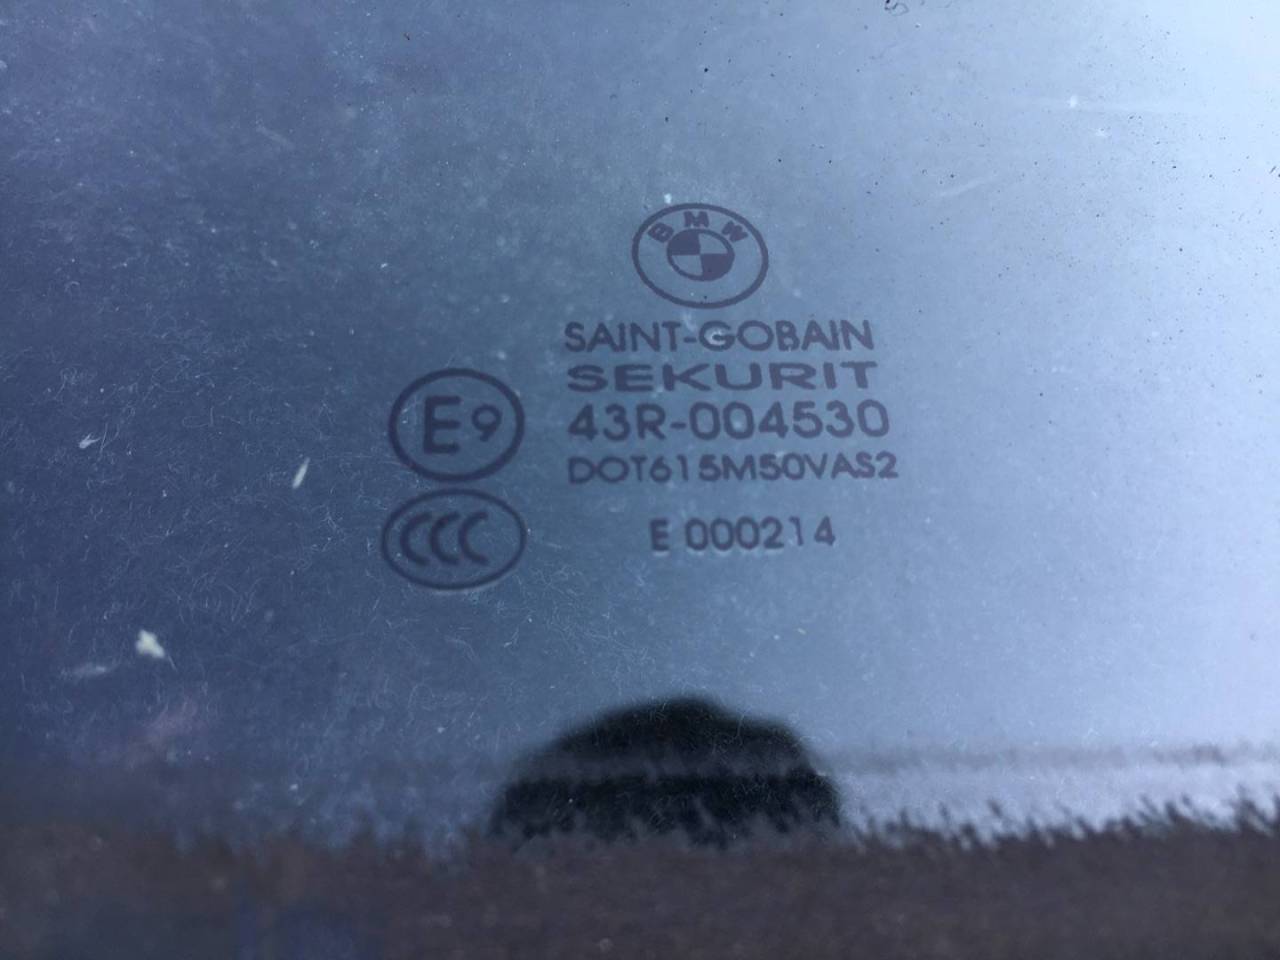 BMW
SAINT-GOBAIN
SEKURIT
E9
43R-004530
DOT615M50VAS2
CCC
E 000214